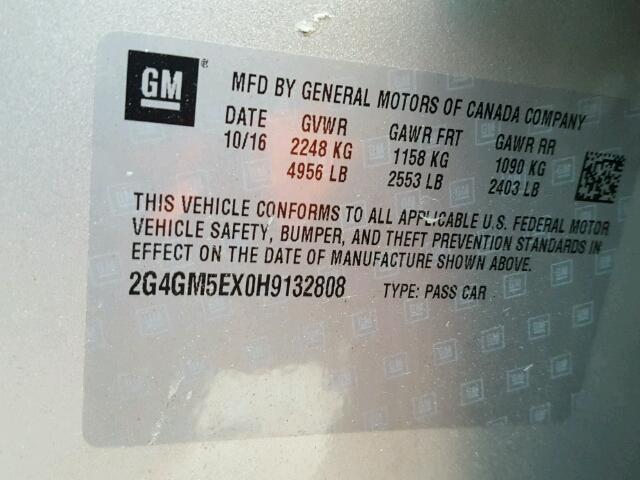 GM
®
MFD BY GENERAL MOTORS OF CANADA COMPANY
DATE GVWR GAWR FRT GAWR RR
10/16 2248 KG 1158 KG 1090 KG
4956 LB 2553 LB 2403 LB
THIS VEHICLE CONFORMS TO ALL APPLICABLE U.S. FEDERAL MOTOR
VEHICLE SAFETY, BUMPER, AND THEFT PREVENTION STANDARDS IN
EFFECT ON THE DATE OF MANUFACTURE SHOWN ABOVE.
2G4GM5EX0H9132808 TYPE: PASS CAR